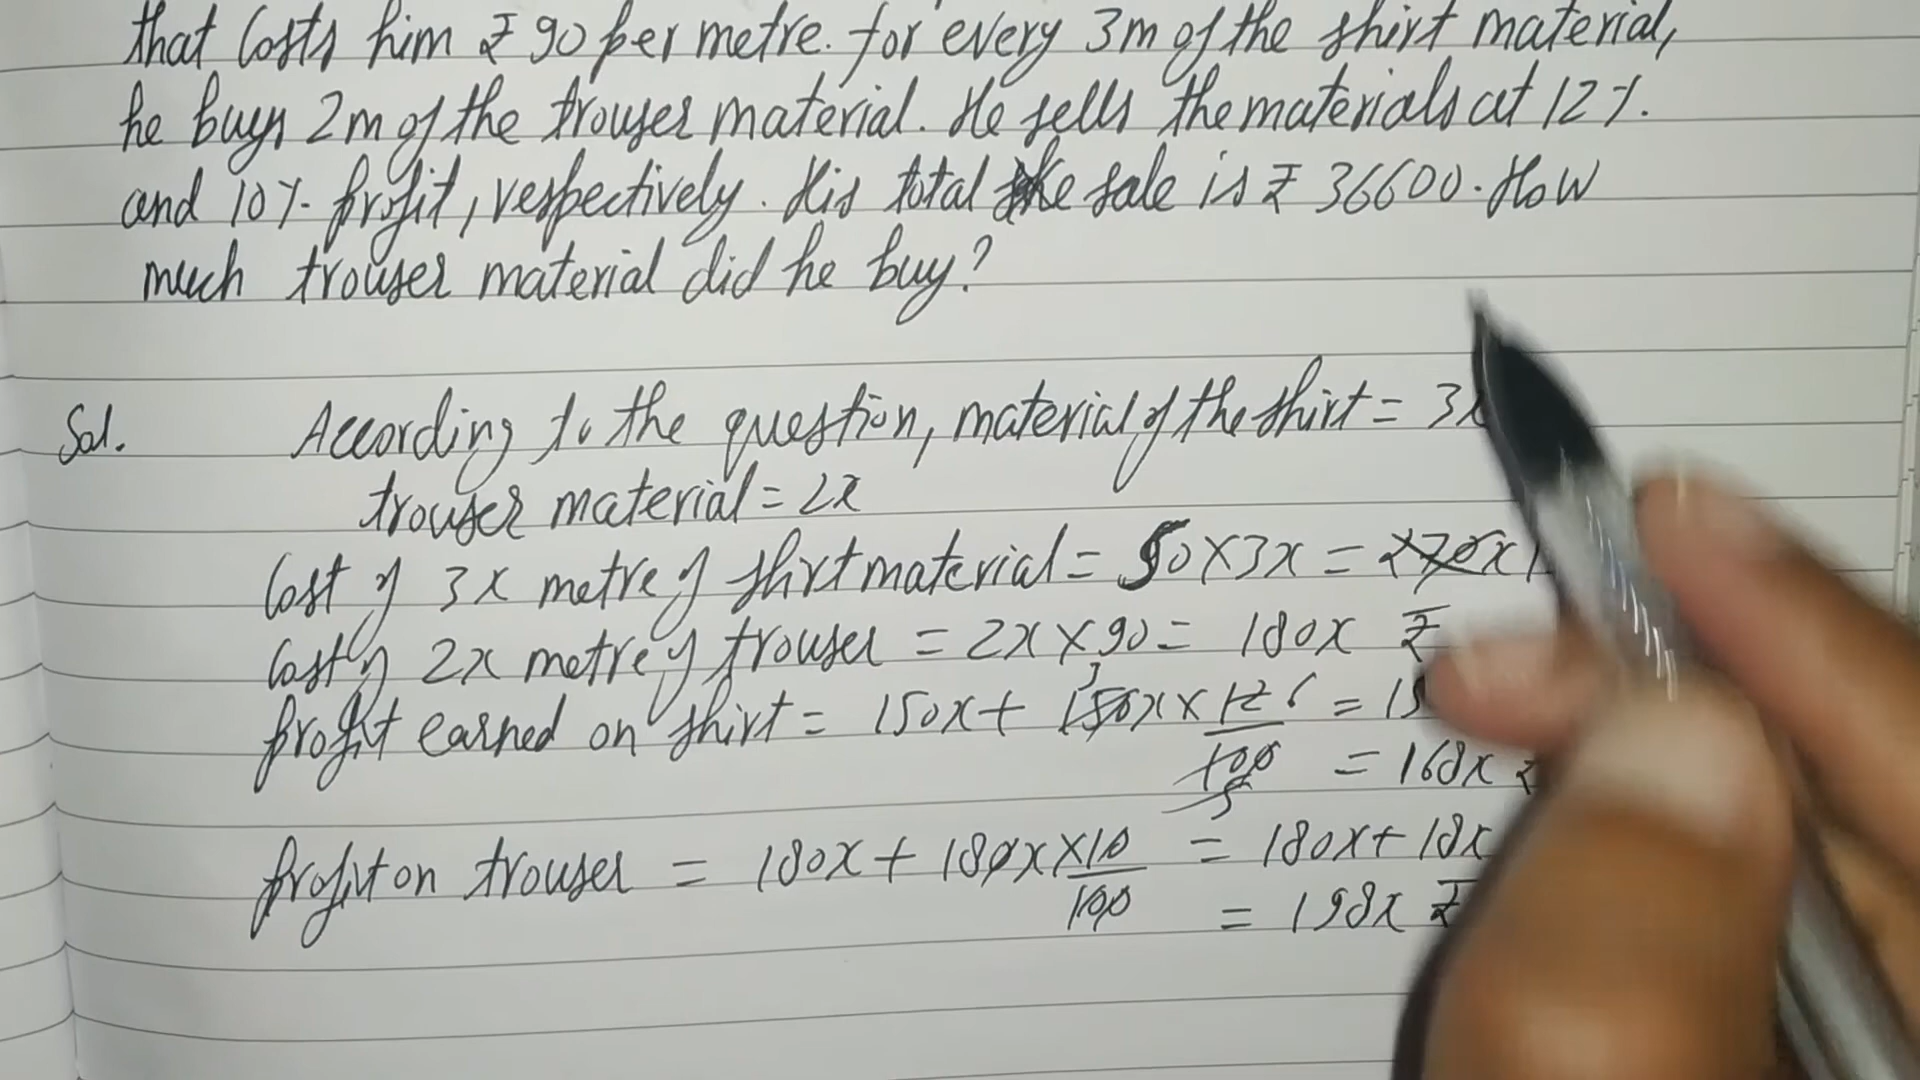 that costs him ₹ 90 per metre. for every 3m of the shirt material,
he buys 2m of the trouser material. He sells the materials at 12%
and 10% profit, respectively. His total sale is ₹ 36600. How
much trouser material did he buy?
Sol. According to the question, material of the shirt = 3x
trouser material = 2x
Cost of 3x metre of shirt material = 50 × 3x =
Cost of 2x metre of trouser = 2x × 90 = 180x ₹
profit earned on shirt = 150x + 150x × 12/100 = 15
= 168x ₹
profit on trouser = 180x + 180x × 10/100 = 180x + 18x
= 198x ₹